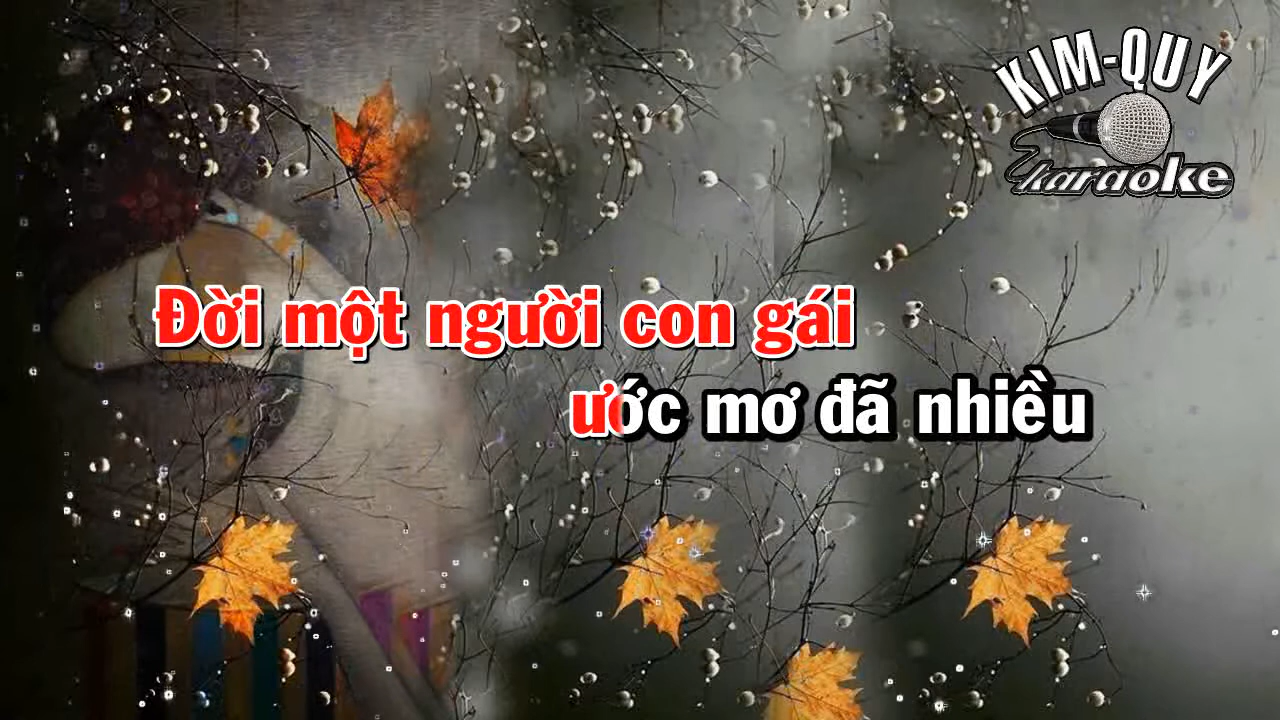 KIM-QUY
karaoke
Đời một người con gái
ước mơ đã nhiều